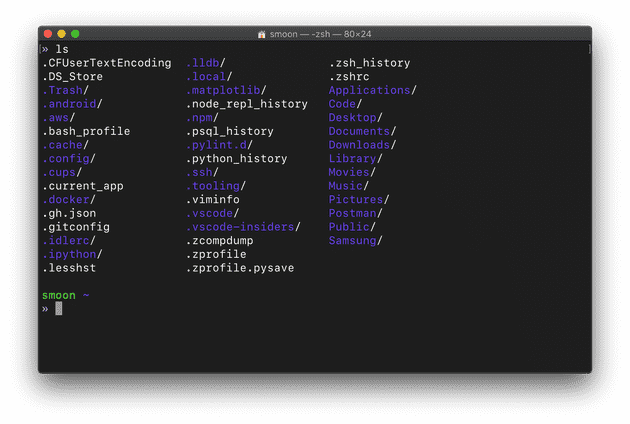 smoon — -zsh — 80×24
[» ls ]
.CFUserTextEncoding .lldb/ .zsh_history
.DS_Store .local/ .zshrc
.Trash/ .matplotlib/ Applications/
.android/ .node_repl_history Code/
.aws/ .npm/ Desktop/
.bash_profile .psql_history Documents/
.cache/ .pylint.d/ Downloads/
.config/ .python_history Library/
.cups/ .ssh/ Movies/
.current_app .tooling/ Music/
.docker/ .viminfo Pictures/
.gh.json .vscode/ Postman/
.gitconfig .vscode-insiders/ Public/
.idlerc/ .zcompdump Samsung/
.ipython/ .zprofile
.lesshst .zprofile.pysave
smoon ~
»